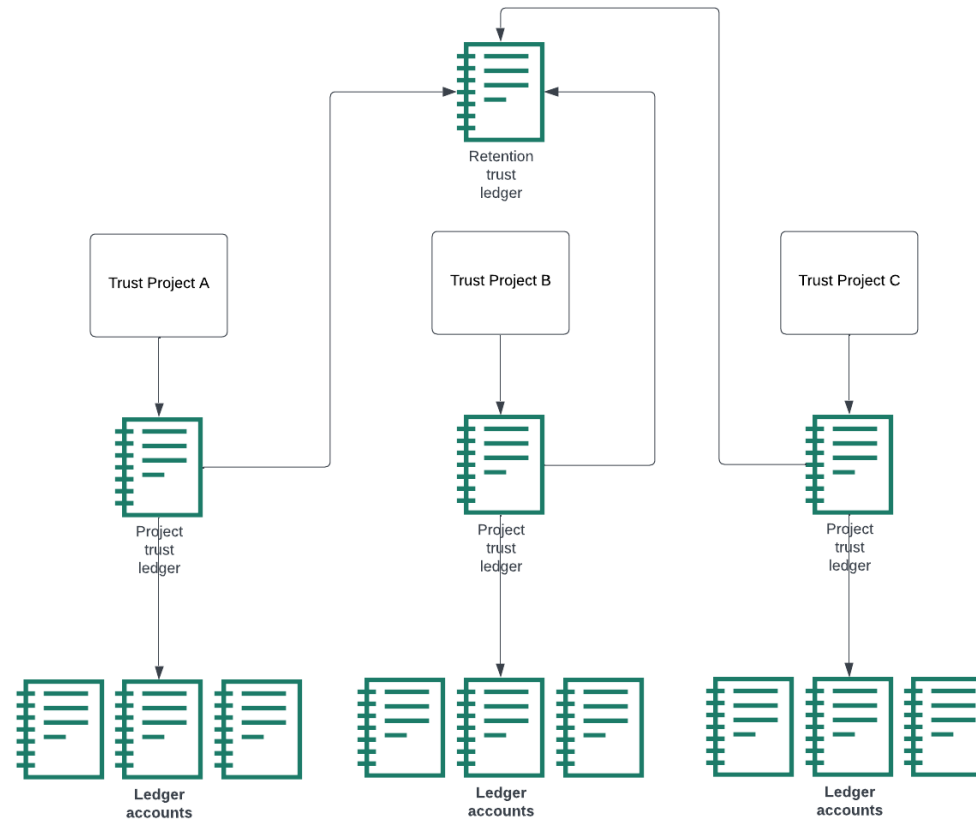 Retention
trust
ledger
Trust Project A
Trust Project B
Trust Project C
Project
trust
ledger
Project
trust
ledger
Project
trust
ledger
Ledger
accounts
Ledger
accounts
Ledger
accounts